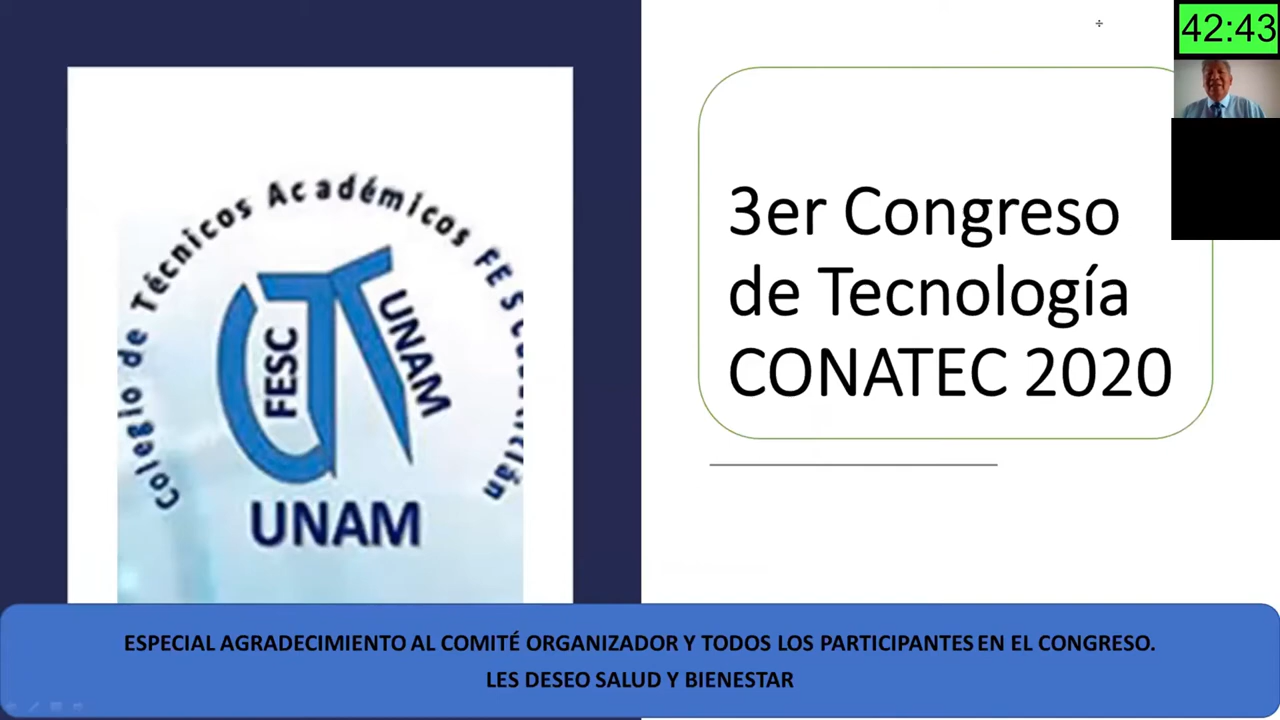 42:43
Colegio de Técnicos Académicos FES Cuautitlán
FESC
UNAM
UNAM
3er Congreso
de Tecnología
CONATEC 2020
ESPECIAL AGRADECIMIENTO AL COMITÉ ORGANIZADOR Y TODOS LOS PARTICIPANTES EN EL CONGRESO.
LES DESEO SALUD Y BIENESTAR